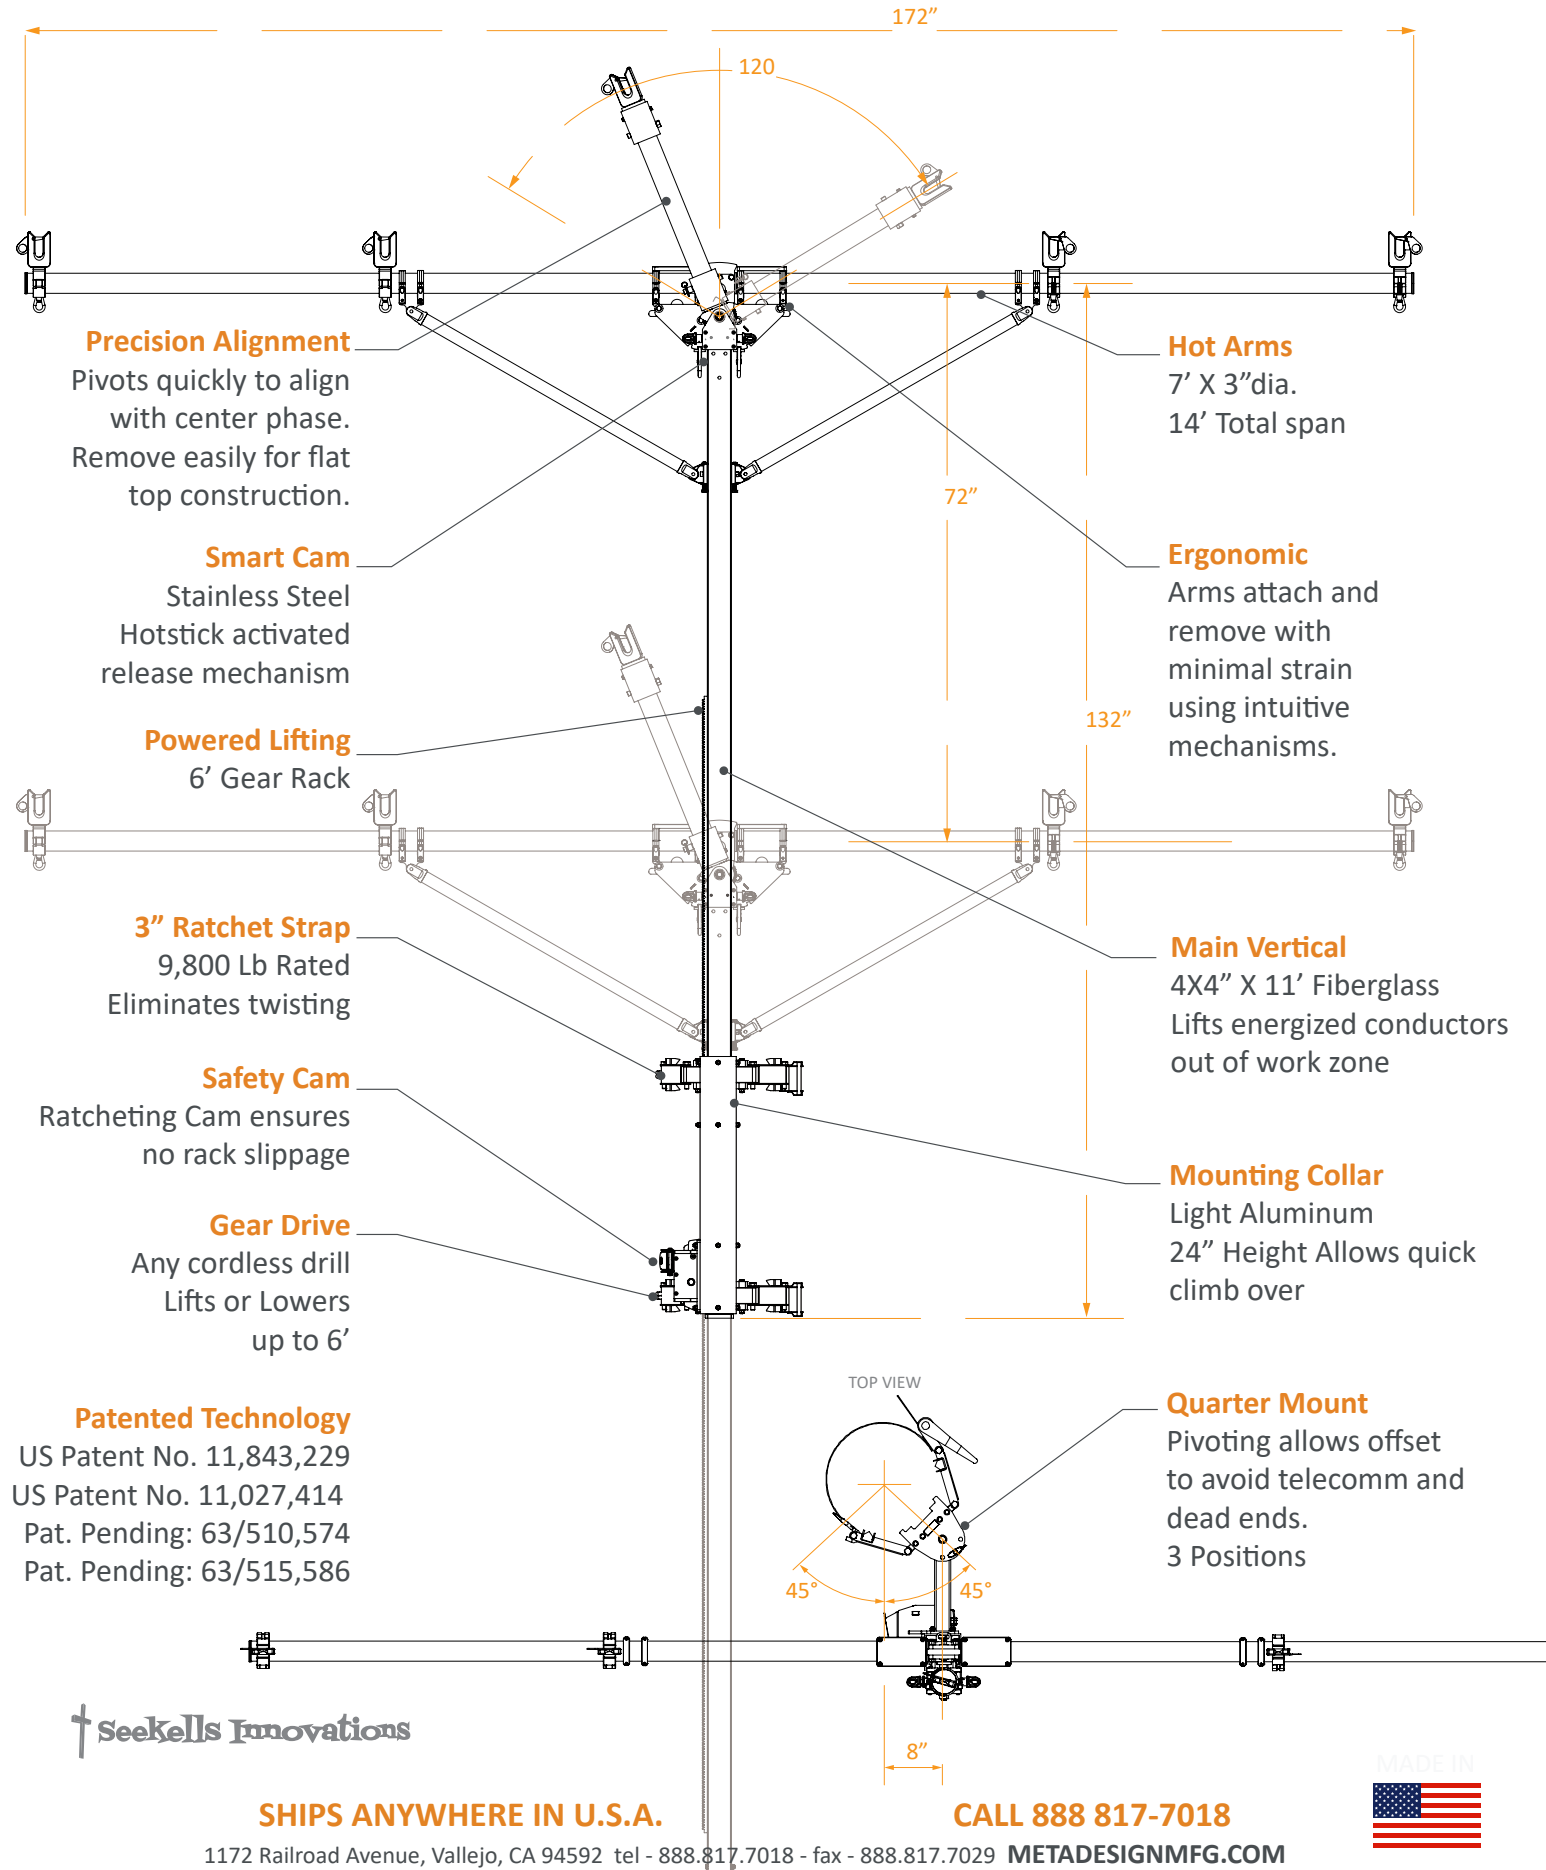 172”
120
Precision Alignment
Pivots quickly to align
with center phase.
Remove easily for flat
top construction.
Hot Arms
7’ X 3”dia.
14’ Total span
72”
Smart Cam
Stainless Steel
Hotstick activated
release mechanism
Ergonomic
Arms attach and
remove with
minimal strain
using intuitive
mechanisms.
132”
Powered Lifting
6’ Gear Rack
3” Ratchet Strap
9,800 Lb Rated
Eliminates twisting
Main Vertical
4X4” X 11’ Fiberglass
Lifts energized conductors
out of work zone
Safety Cam
Ratcheting Cam ensures
no rack slippage
Mounting Collar
Light Aluminum
24” Height Allows quick
climb over
Gear Drive
Any cordless drill
Lifts or Lowers
up to 6’
TOP VIEW
Quarter Mount
Pivoting allows offset
to avoid telecomm and
dead ends.
3 Positions
Patented Technology
US Patent No. 11,843,229
US Patent No. 11,027,414
Pat. Pending: 63/510,574
Pat. Pending: 63/515,586
45°
45°
SeeKells Innovations
8”
MADE IN
SHIPS ANYWHERE IN U.S.A.
CALL 888 817-7018
1172 Railroad Avenue, Vallejo, CA 94592 tel - 888.817.7018 - fax - 888.817.7029 METADESIGNMFG.COM